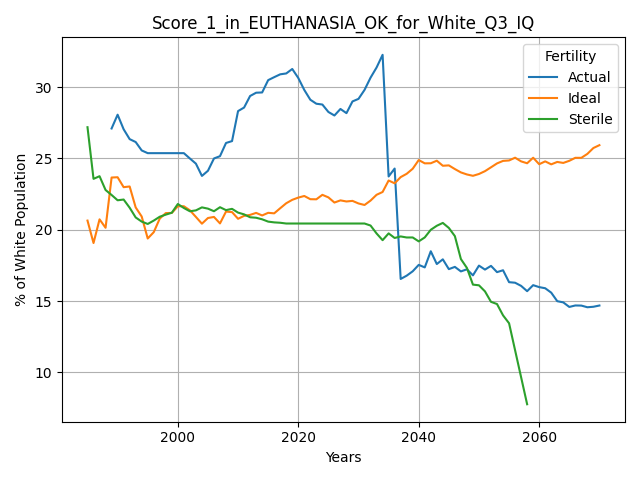 Score_1_in_EUTHANASIA_OK_for_White_Q3_IQ
Fertility
Actual
Ideal
Sterile
% of White Population
30
25
20
15
10
2000 2020 2040 2060
Years